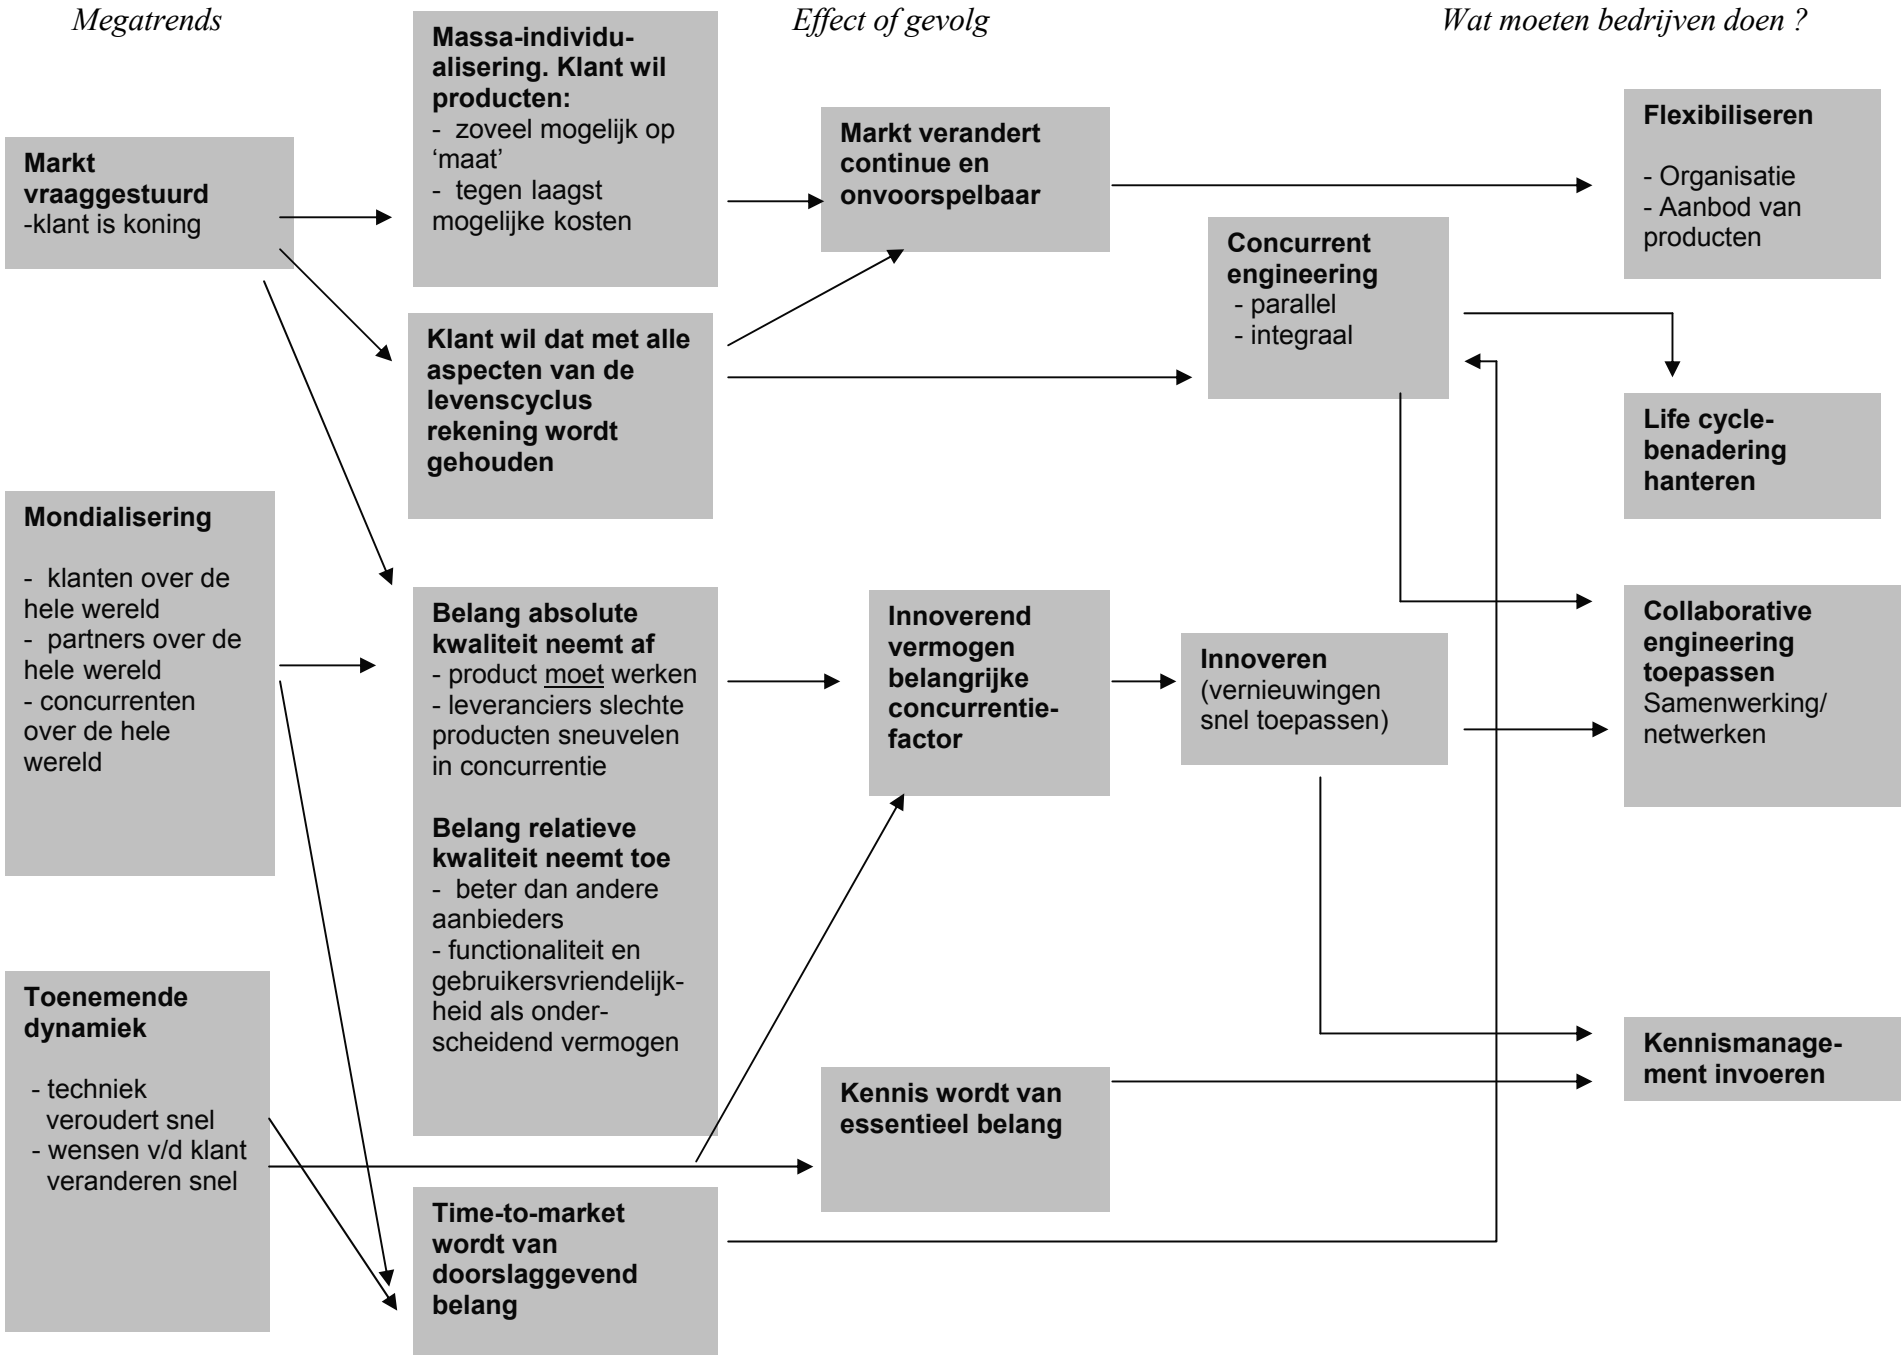 Megatrends
Effect of gevolg
Wat moeten bedrijven doen ?
Markt
vraaggestuurd
-klant is koning
Mondialisering
- klanten over de
hele wereld
- partners over de
hele wereld
- concurrenten
over de hele
wereld
Toenemende
dynamiek
- techniek
veroudert snel
- wensen v/d klant
veranderen snel
Massa-individu-
alisering. Klant wil
producten:
- zoveel mogelijk op
‘maat’
- tegen laagst
mogelijke kosten
Klant wil dat met alle
aspecten van de
levenscyclus
rekening wordt
gehouden
Belang absolute
kwaliteit neemt af
- product moet werken
- leveranciers slechte
producten sneuvelen
in concurrentie
Belang relatieve
kwaliteit neemt toe
- beter dan andere
aanbieders
- functionaliteit en
gebruikersvriendelijk-
heid als onder-
scheidend vermogen
Time-to-market
wordt van
doorslaggevend
belang
Markt verandert
continue en
onvoorspelbaar
Innoverend
vermogen
belangrijke
concurrentie-
factor
Kennis wordt van
essentieel belang
Concurrent
engineering
- parallel
- integraal
Innoveren
(vernieuwingen
snel toepassen)
Flexibiliseren
- Organisatie
- Aanbod van
producten
Life cycle-
benadering
hanteren
Collaborative
engineering
toepassen
Samenwerking/
netwerken
Kennismanage-
ment invoeren